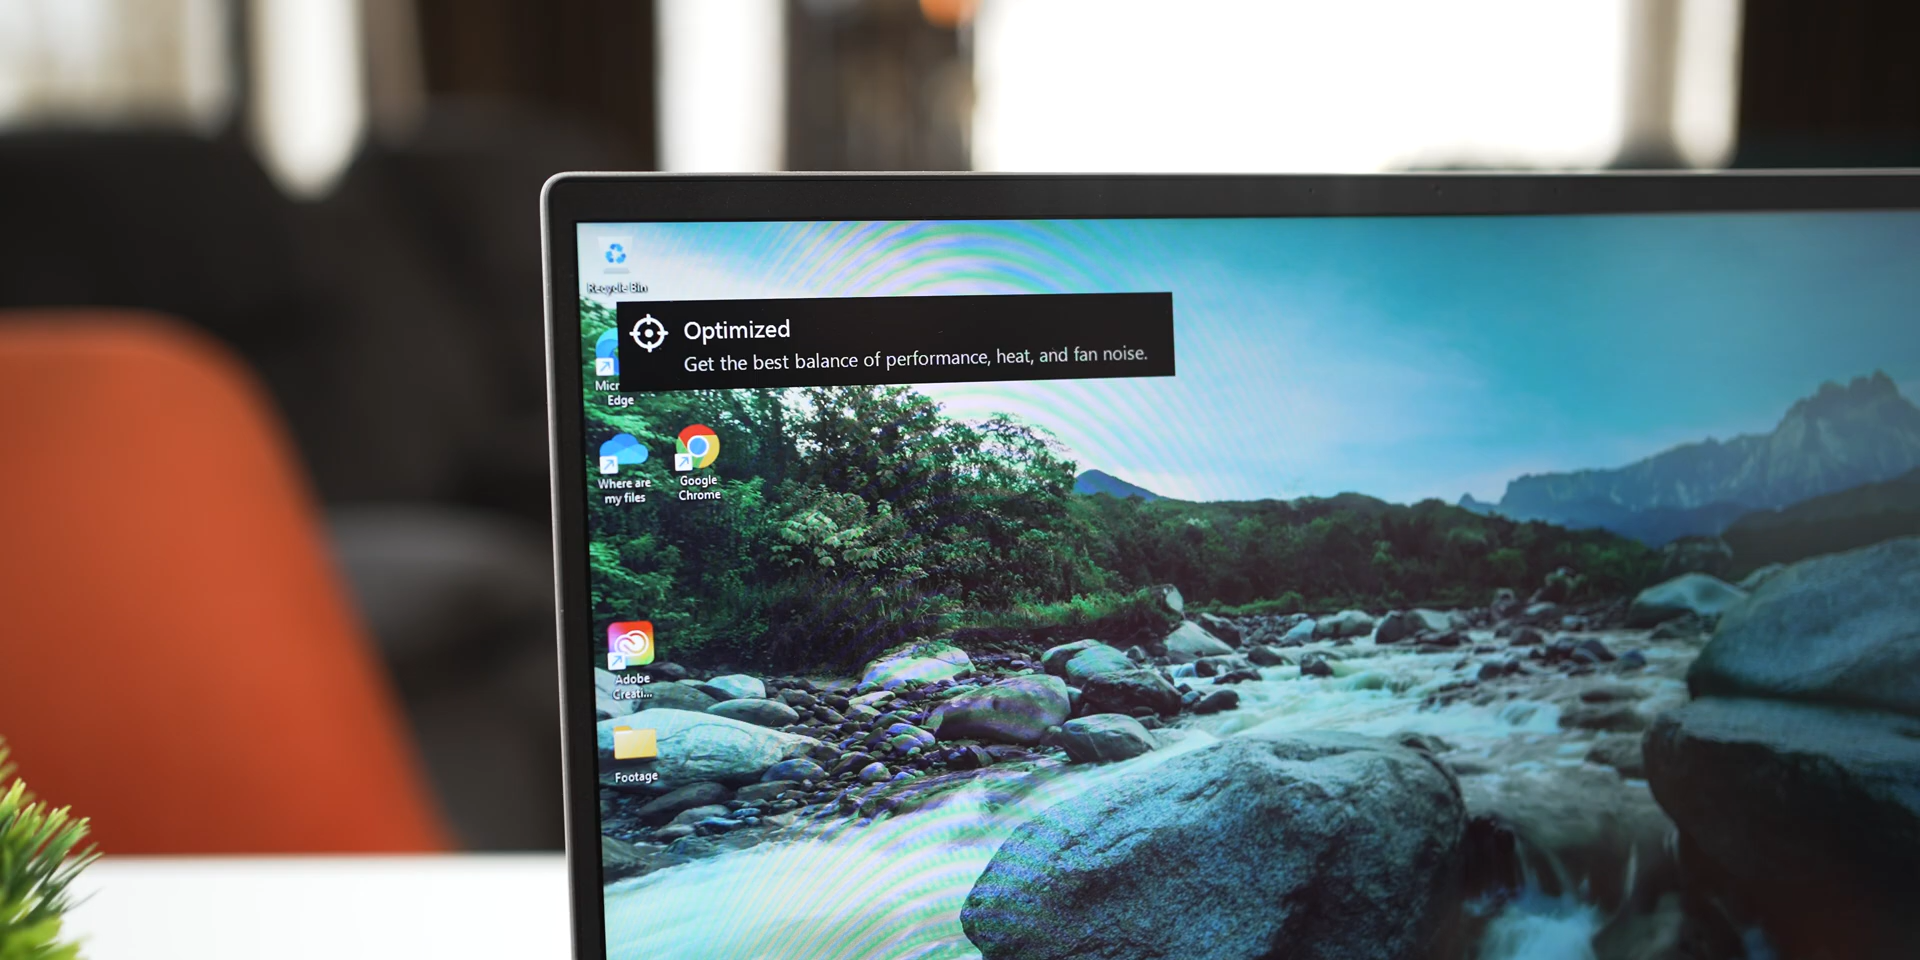 Recycle Bin
Optimized
Get the best balance of performance, heat, and fan noise.
Micr
Edge
Where are
my files
Google
Chrome
Adobe
Creati...
Footage